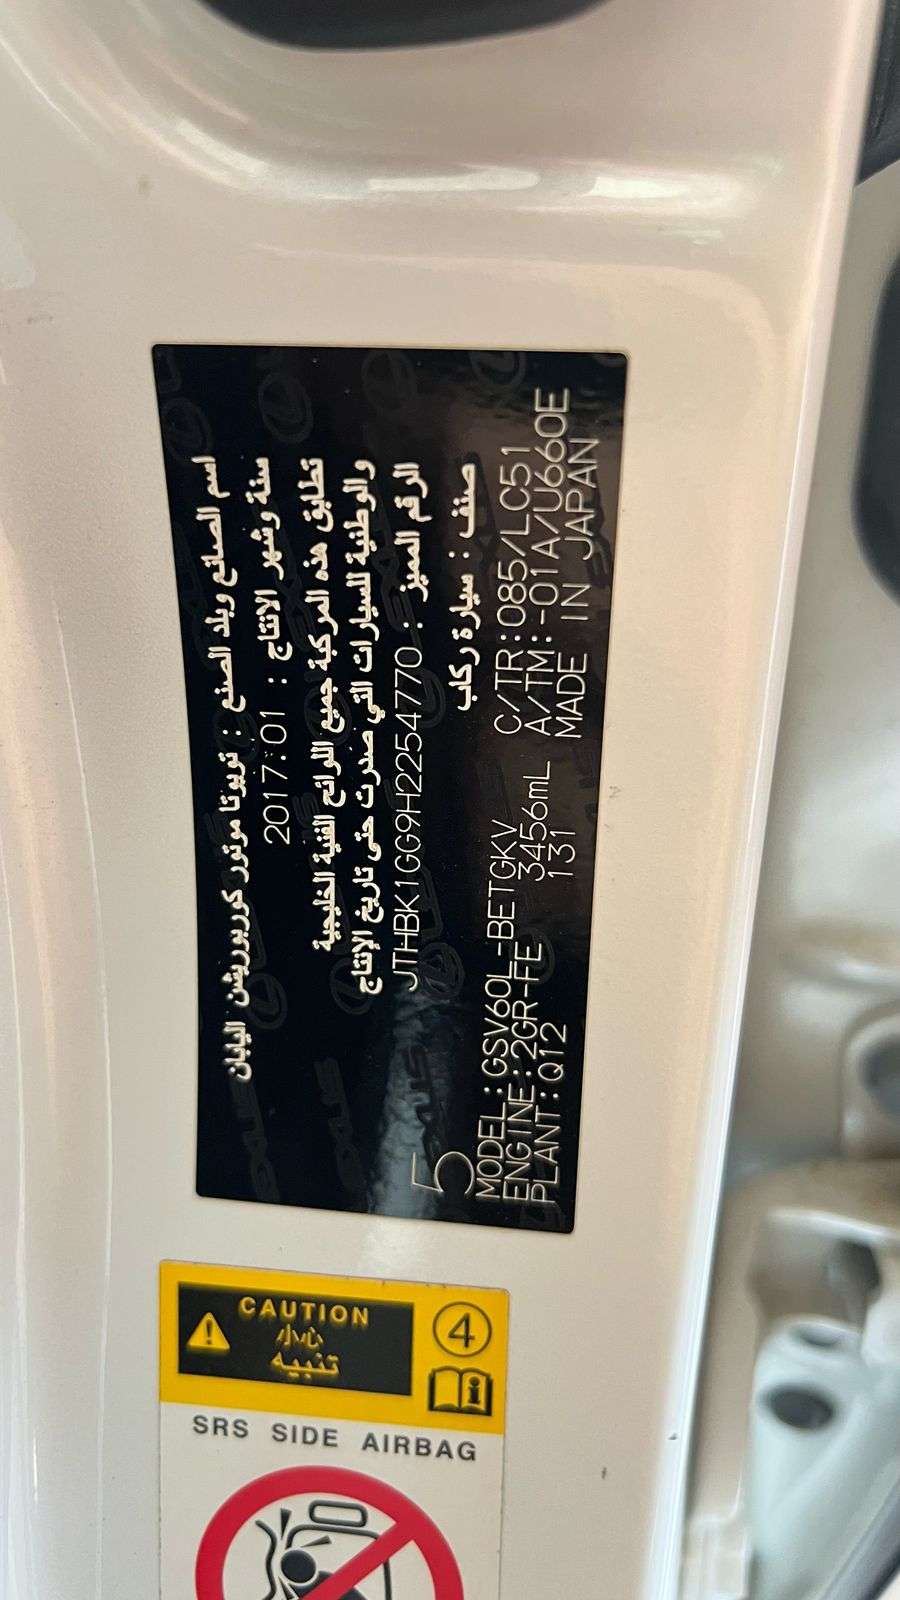 اسم الصانع وبلد الصنع : تويوتا موتور كوربوريشن اليابان
سنة وشهر الانتاج : 2017:01
تطابق هذه المركبة جميع اللوائح الفنية الخليجية
والوطنية للسيارات التي صدرت حتى تاريخ الإنتاج
الرقم المميز : JTHBK1GG9H2254770
صنف : سيارة ركاب
5
MODEL:GSV60L-BETGKV C/TR:085/LC51
ENGINE:2GR-FE 3456mL A/TM:-01A/U660E
PLANT:Q12 131 MADE IN JAPAN
CAUTION
小心
تنبيه
4
SRS SIDE AIRBAG